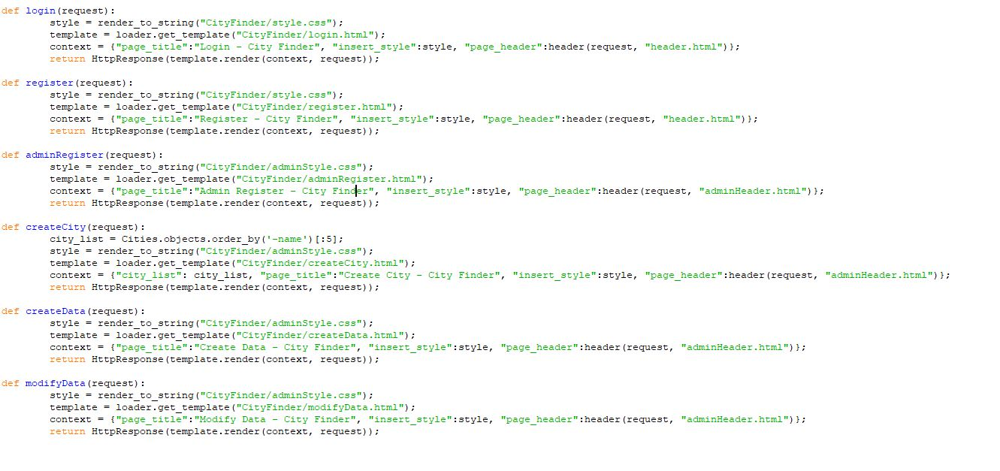 def login(request):
        style = render_to_string("CityFinder/style.css");
        template = loader.get_template("CityFinder/login.html");
        context = {"page_title":"Login - City Finder", "insert_style":style, "page_header":header(request, "header.html")};
        return HttpResponse(template.render(context, request));

def register(request):
        style = render_to_string("CityFinder/style.css");
        template = loader.get_template("CityFinder/register.html");
        context = {"page_title":"Register - City Finder", "insert_style":style, "page_header":header(request, "header.html")};
        return HttpResponse(template.render(context, request));

def adminRegister(request):
        style = render_to_string("CityFinder/adminStyle.css");
        template = loader.get_template("CityFinder/adminRegister.html");
        context = {"page_title":"Admin Register - City Finder", "insert_style":style, "page_header":header(request, "adminHeader.html")};
        return HttpResponse(template.render(context, request));

def createCity(request):
        city_list = Cities.objects.order_by('-name')[:5];
        style = render_to_string("CityFinder/adminStyle.css");
        template = loader.get_template("CityFinder/createCity.html");
        context = {"city_list": city_list, "page_title":"Create City - City Finder", "insert_style":style, "page_header":header(request, "adminHeader.html")};
        return HttpResponse(template.render(context, request));

def createData(request):
        style = render_to_string("CityFinder/adminStyle.css");
        template = loader.get_template("CityFinder/createData.html");
        context = {"page_title":"Create Data - City Finder", "insert_style":style, "page_header":header(request, "adminHeader.html")};
        return HttpResponse(template.render(context, request));

def modifyData(request):
        style = render_to_string("CityFinder/adminStyle.css");
        template = loader.get_template("CityFinder/modifyData.html");
        context = {"page_title":"Modify Data - City Finder", "insert_style":style, "page_header":header(request, "adminHeader.html")};
        return HttpResponse(template.render(context, request));